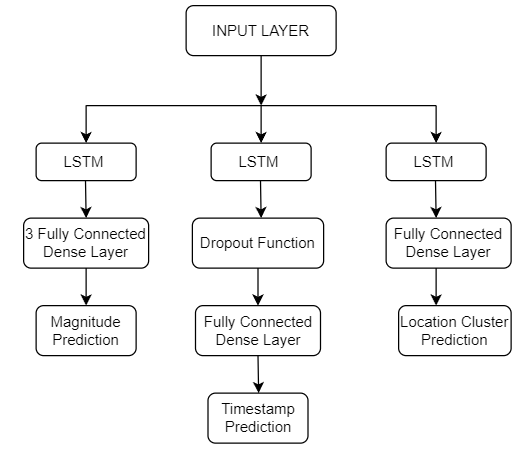 INPUT LAYER
LSTM
LSTM
LSTM
3 Fully Connected
Dense Layer
Dropout Function
Fully Connected
Dense Layer
Magnitude
Prediction
Fully Connected
Dense Layer
Location Cluster
Prediction
Timestamp
Prediction